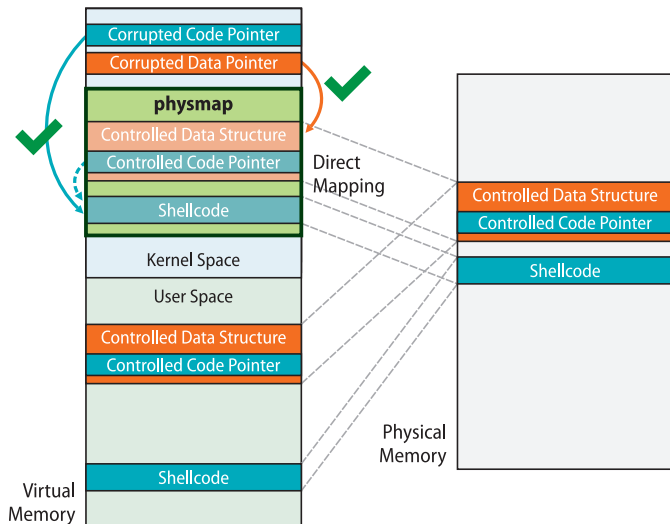 Corrupted Code Pointer
Corrupted Data Pointer
physmap
Controlled Data Structure
Controlled Code Pointer
Shellcode
Direct
Mapping
Kernel Space
User Space
Controlled Data Structure
Controlled Code Pointer
Shellcode
Virtual
Memory
Controlled Data Structure
Controlled Code Pointer
Shellcode
Physical
Memory